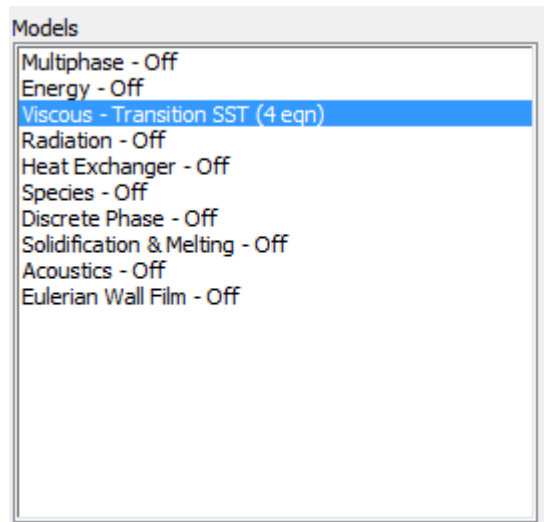 Models
Multiphase - Off
Energy - Off
Viscous - Transition SST (4 eqn)
Radiation - Off
Heat Exchanger - Off
Species - Off
Discrete Phase - Off
Solidification & Melting - Off
Acoustics - Off
Eulerian Wall Film - Off